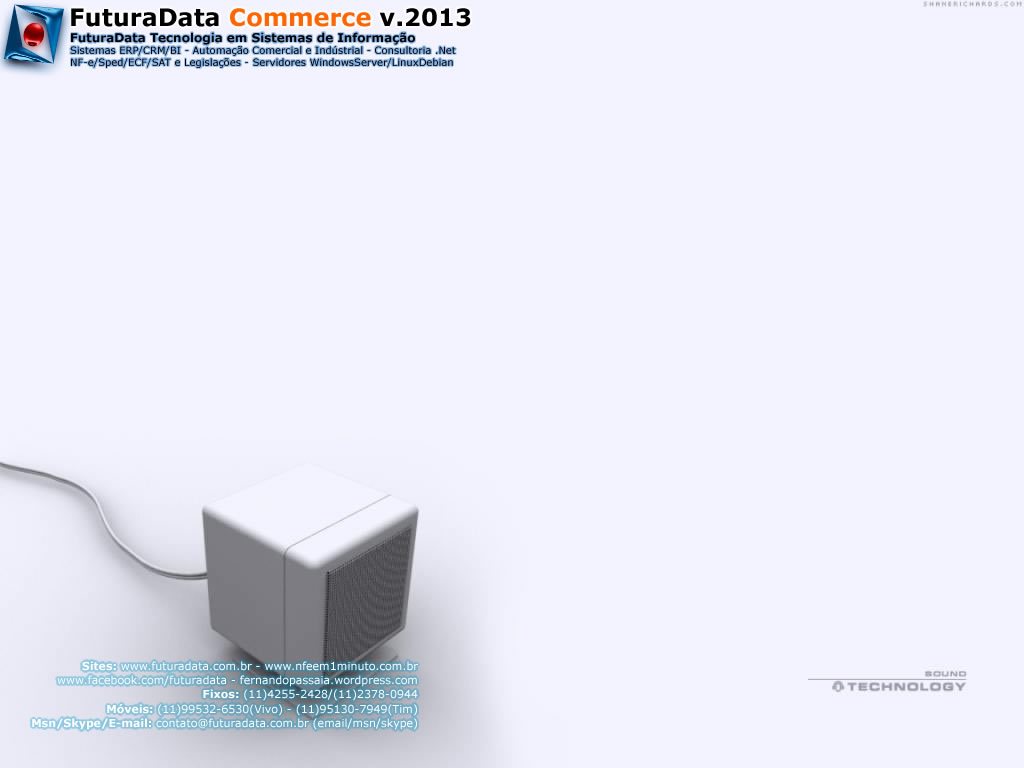 SHANERICHARDS.COM
FuturaData Commerce v.2013
FuturaData Tecnologia em Sistemas de Informação
Sistemas ERP/CRM/BI - Automação Comercial e Indústrial - Consultoria .Net
NF-e/Sped/ECF/SAT e Legislações - Servidores WindowsServer/LinuxDebian
Sites: www.futuradata.com.br - www.nfeem1minuto.com.br
www.facebook.com/futuradata - fernandopassaia.wordpress.com
Fixos: (11)4255-2428/(11)2378-0944
Móveis: (11)99532-6530(Vivo) - (11)95130-7949(Tim)
Msn/Skype/E-mail: contato@futuradata.com.br (email/msn/skype)
SOUND
TECHNOLOGY